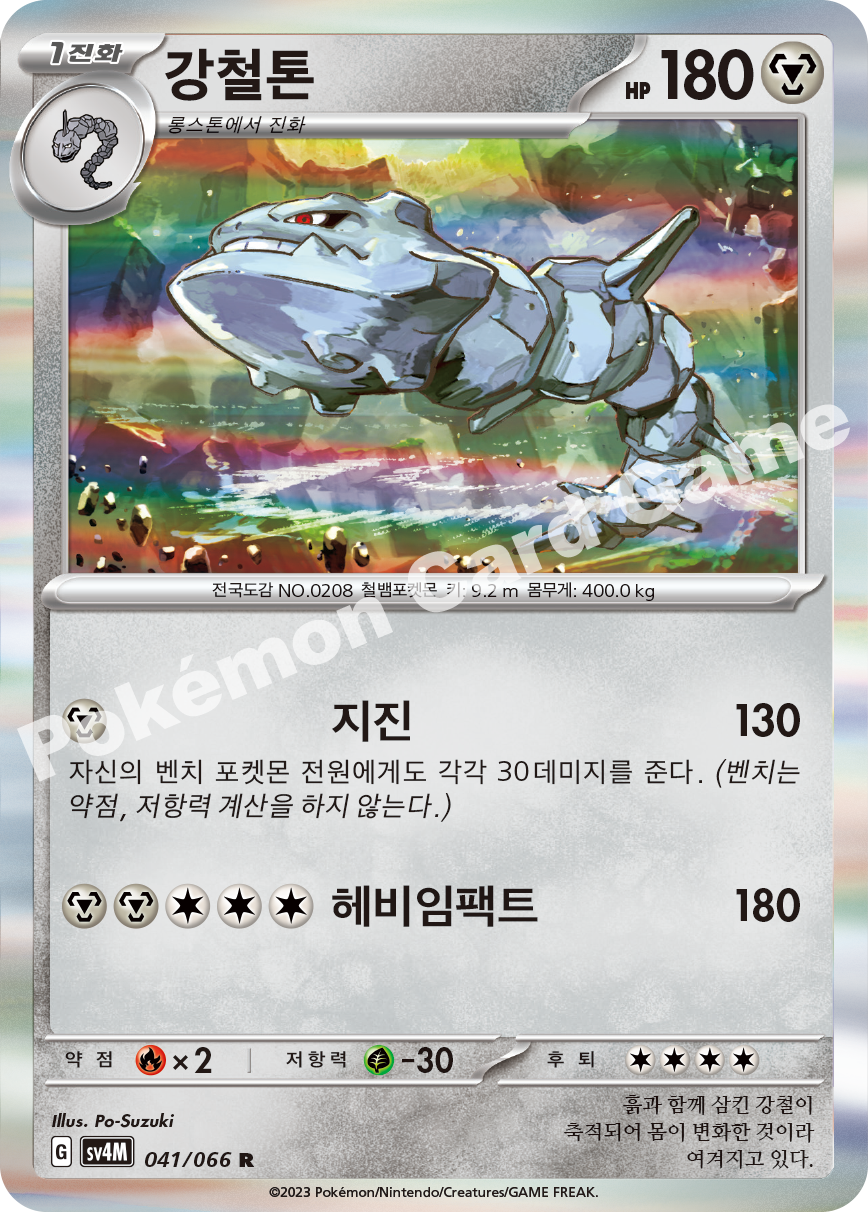 1진화
강철톤
HP 180
롱스톤에서 진화
전국도감 NO.0208 철뱀포켓몬 키: 9.2 m 몸무게: 400.0 kg
Pokémon Card Game
지진 130
자신의 벤치 포켓몬 전원에게도 각각 30데미지를 준다. (벤치는
약점, 저항력 계산을 하지 않는다.)
헤비임팩트 180
약점 ×2 저항력 -30 후퇴
Illus. Po-Suzuki
G sv4M 041/066 R
흙과 함께 삼킨 강철이
축적되어 몸이 변화한 것이라
여겨지고 있다.
©2023 Pokémon/Nintendo/Creatures/GAME FREAK.